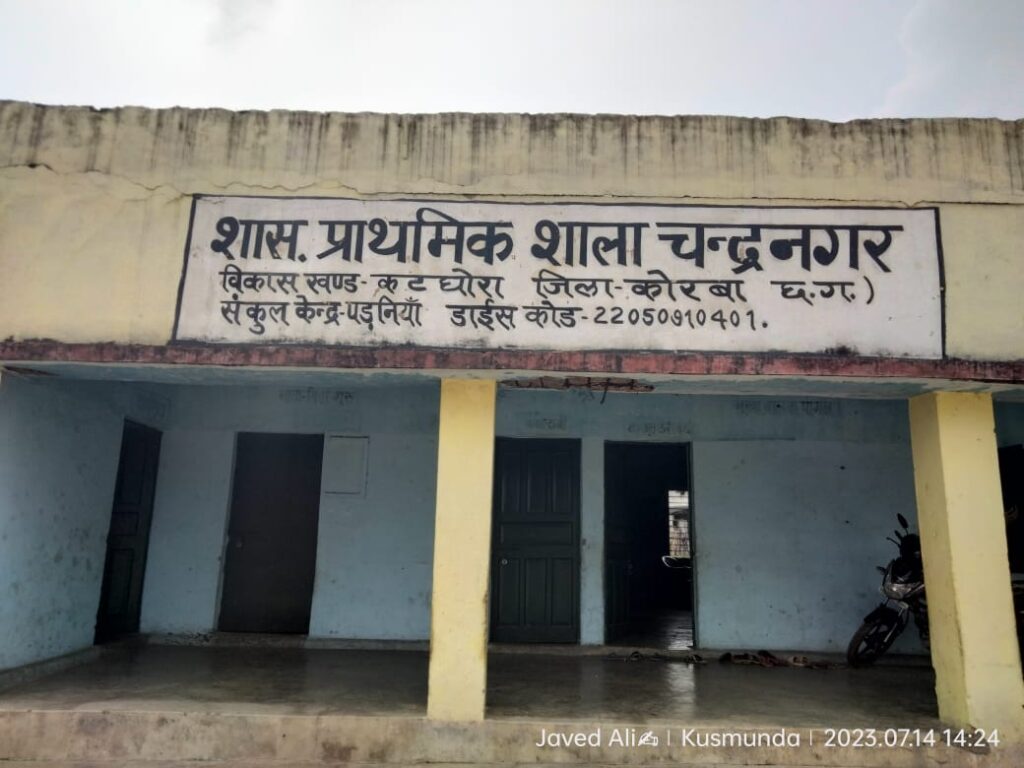 शास. प्राथमिक शाला चन्द्रनगर
विकास खण्ड-कटघोरा जिला-कोरबा छ.ग.)
संकुल केन्द्र-पड़नियाँ डाईस कोड-22050910401.
Javed Ali✍ | Kusmunda | 2023.07.14 14:24